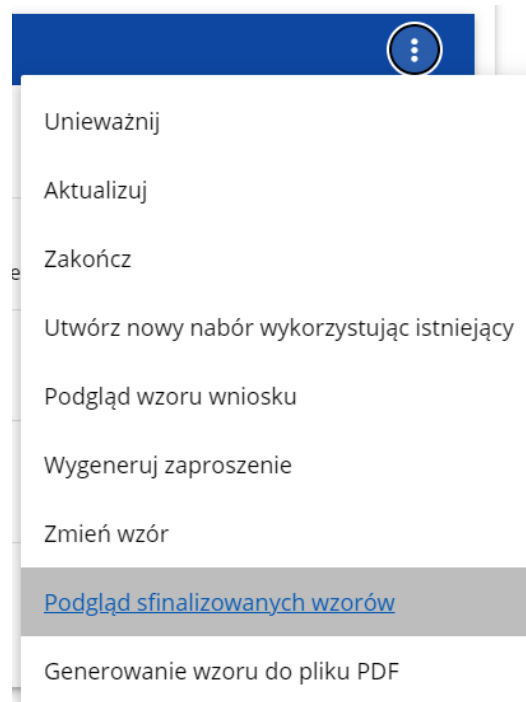 Unieważnij
Aktualizuj
Zakończ
e
Utwórz nowy nabór wykorzystując istniejący
Podgląd wzoru wniosku
Wygeneruj zaproszenie
Zmień wzór
Podgląd sfinalizowanych wzorów
Generowanie wzoru do pliku PDF